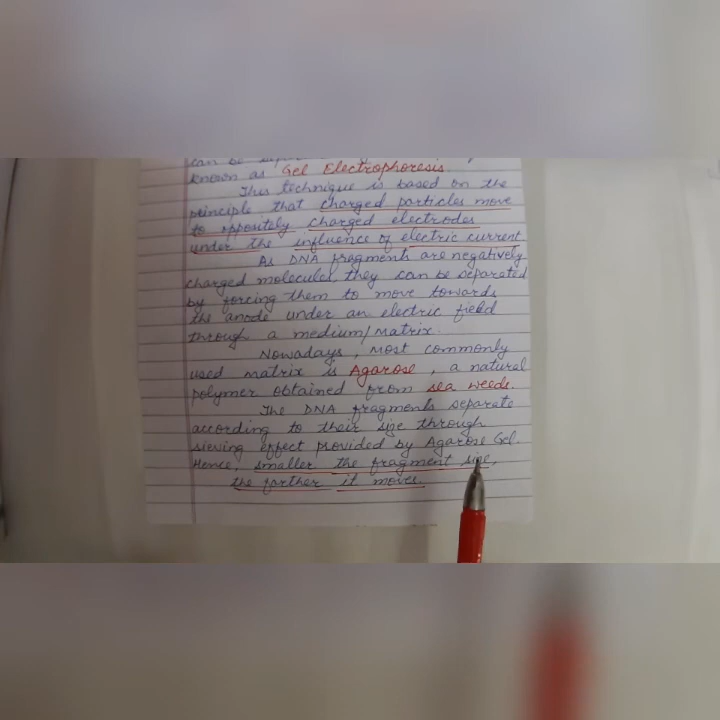 can be
known as Gel Electrophoresis.
This technique is based on the
principle that charged particles move
to oppositely charged electrodes
under the influence of electric current
As DNA fragments are negatively
charged molecules, they can be separated
by forcing them to move towards
the anode under an electric field
through a medium/Matrix.
Nowadays, most commonly
used matrix is Agarose, a natural
polymer obtained from sea weeds.
The DNA fragments separate
according to their size through
sieving effect provided by Agarose Gel.
Hence, smaller the fragment size,
the farther it moves.